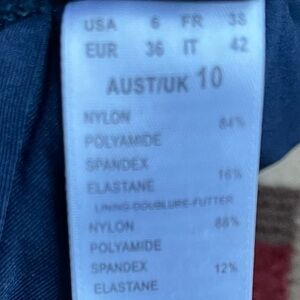 USA 6 FR 38
EUR 36 IT 42
AUST/UK 10
NYLON 84%
POLYAMIDE
SPANDEX
ELASTANE 16%
LINING-DOUBLURE-FUTTER
NYLON 88%
POLYAMIDE
SPANDEX 12%
ELASTANE